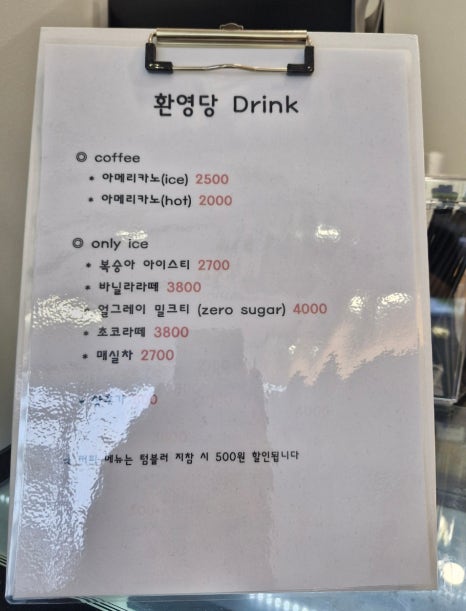 환영당 Drink
◎ coffee
* 아메리카노(ice) 2500
* 아메리카노(hot) 2000
◎ only ice
* 복숭아 아이스티 2700
* 바닐라라떼 3800
얼그레이 밀크티 (zero sugar) 4000
* 초코라떼 3800
* 매실차 2700
메뉴는 텀블러 지참 시 500원 할인됩니다